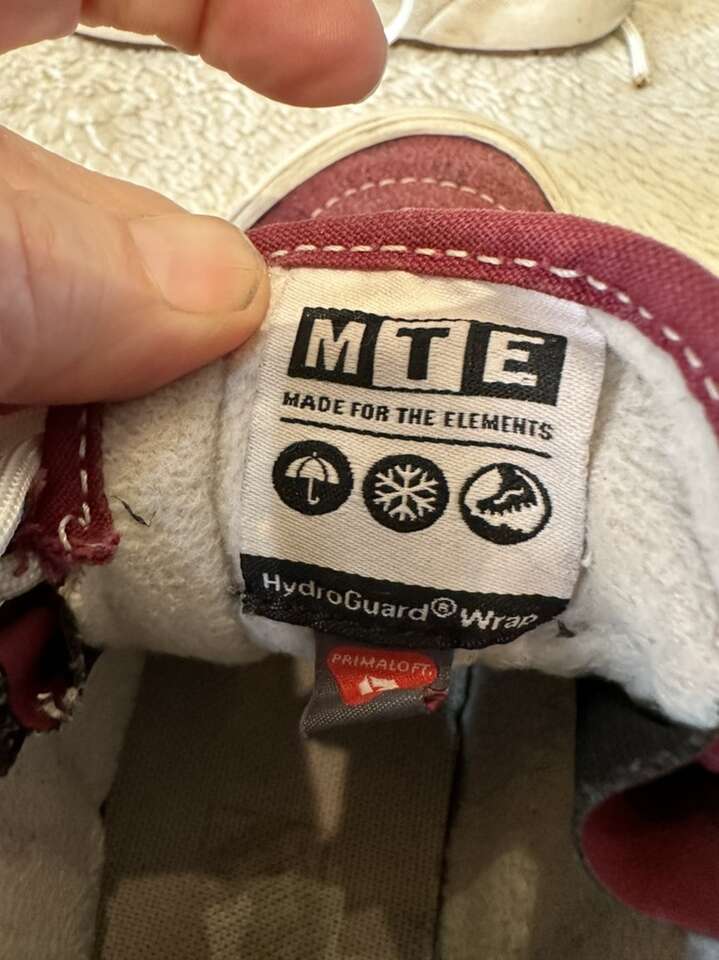 MTE
MADE FOR THE ELEMENTS
HydroGuard® Wrap
PRIMALOFT